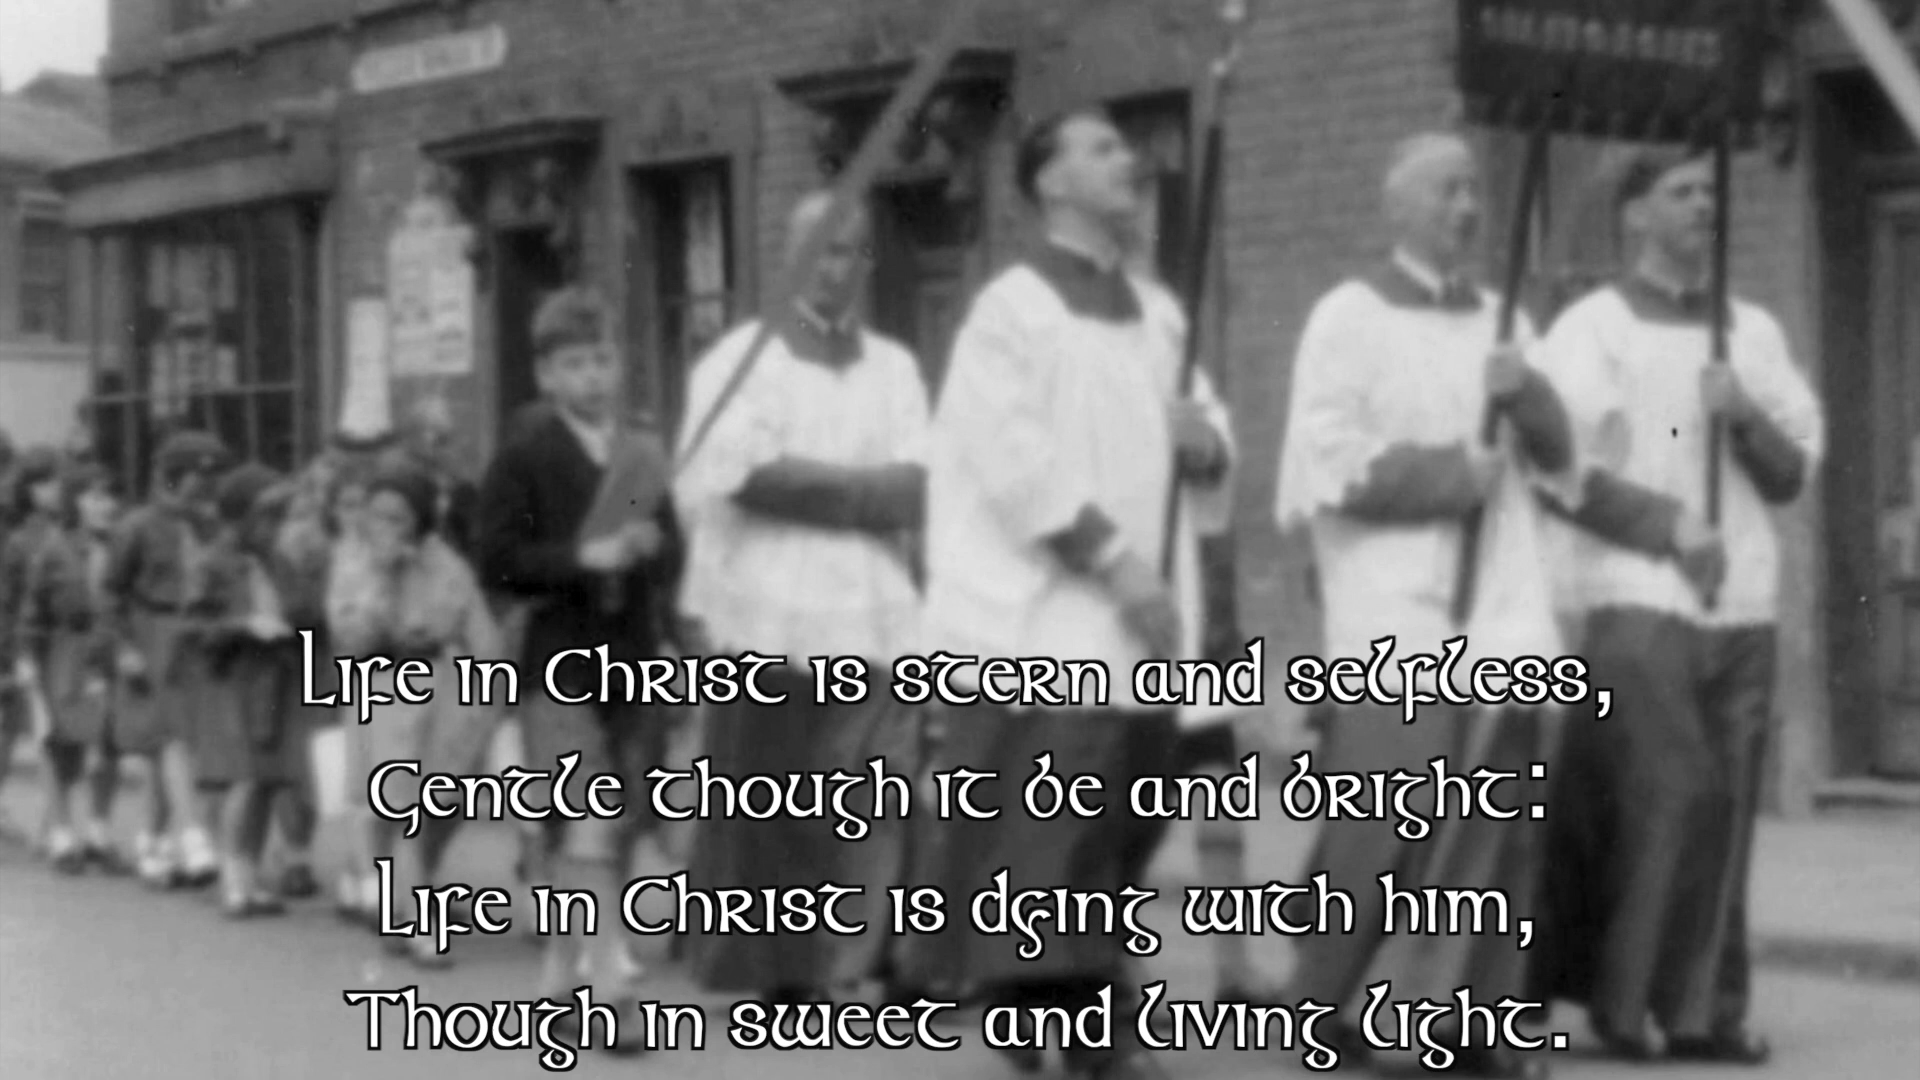 Life in Christ is stern and selfless,
Gentle though it be and bright:
Life in Christ is dying with him,
Though in sweet and living light.